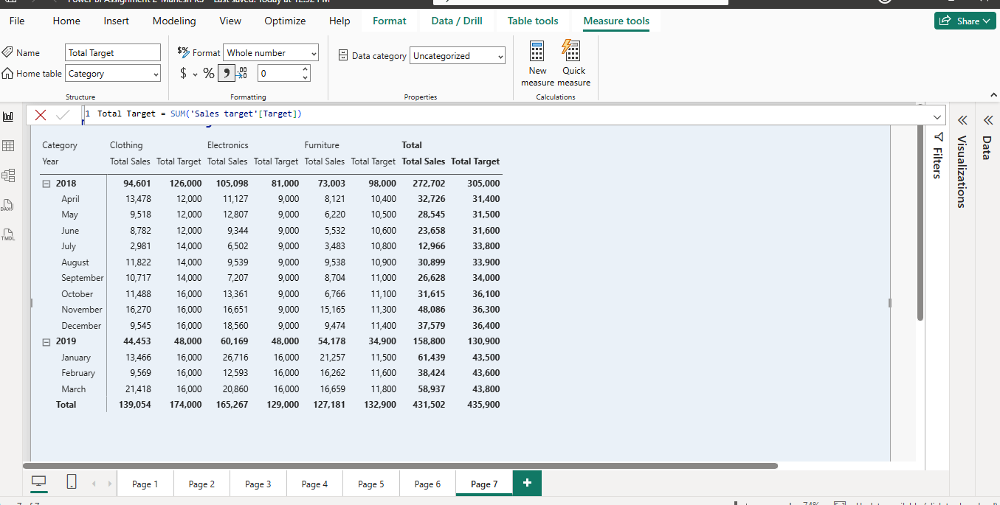 File Home Insert Modeling View Optimize Help Format Data / Drill Table tools Measure tools Share
Name Total Target
Home table Category
Structure
$% Format Whole number
$ % 9 .00 0
Formatting
Data category Uncategorized
Properties
New measure
Quick measure
Calculations
1 Total Target = SUM('Sales target'[Target])
Category Clothing Electronics Furniture Total
Year Total Sales Total Target Total Sales Total Target Total Sales Total Target Total Sales Total Target
2018 94,601 126,000 105,098 81,000 73,003 98,000 272,702 305,000
April 13,478 12,000 11,127 9,000 8,121 10,400 32,726 31,400
May 9,518 12,000 12,807 9,000 6,220 10,500 28,545 31,500
June 8,782 12,000 9,344 9,000 5,532 10,600 23,658 31,600
July 2,981 14,000 6,502 9,000 3,483 10,800 12,966 33,800
August 11,822 14,000 9,539 9,000 9,538 10,900 30,899 33,900
September 10,717 14,000 7,207 9,000 8,704 11,000 26,628 34,000
October 11,488 16,000 13,361 9,000 6,766 11,100 31,615 36,100
November 16,270 16,000 16,651 9,000 15,165 11,300 48,086 36,300
December 9,545 16,000 18,560 9,000 9,474 11,400 37,579 36,400
2019 44,453 48,000 60,169 48,000 54,178 34,900 158,800 130,900
January 13,466 16,000 26,716 16,000 21,257 11,500 61,439 43,500
February 9,569 16,000 12,593 16,000 16,262 11,600 38,424 43,600
March 21,418 16,000 20,860 16,000 16,659 11,800 58,937 43,800
Total 139,054 174,000 165,267 129,000 127,181 132,900 431,502 435,900
Filters
Visualizations
Data
DAX
TMDL
Page 1 Page 2 Page 3 Page 4 Page 5 Page 6 Page 7 +